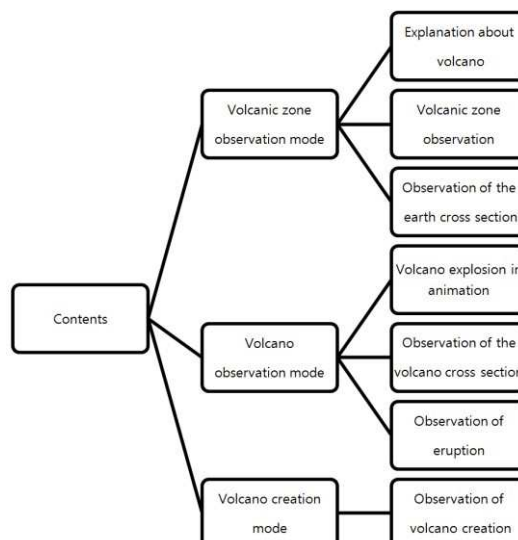 Contents
Volcanic zone
observation mode
Explanation about
volcano
Volcanic zone
observation
Observation of the
earth cross section
Volcano
observation mode
Volcano explosion in
animation
Observation of the
volcano cross section
Observation of
eruption
Volcano creation
mode
Observation of
volcano creation